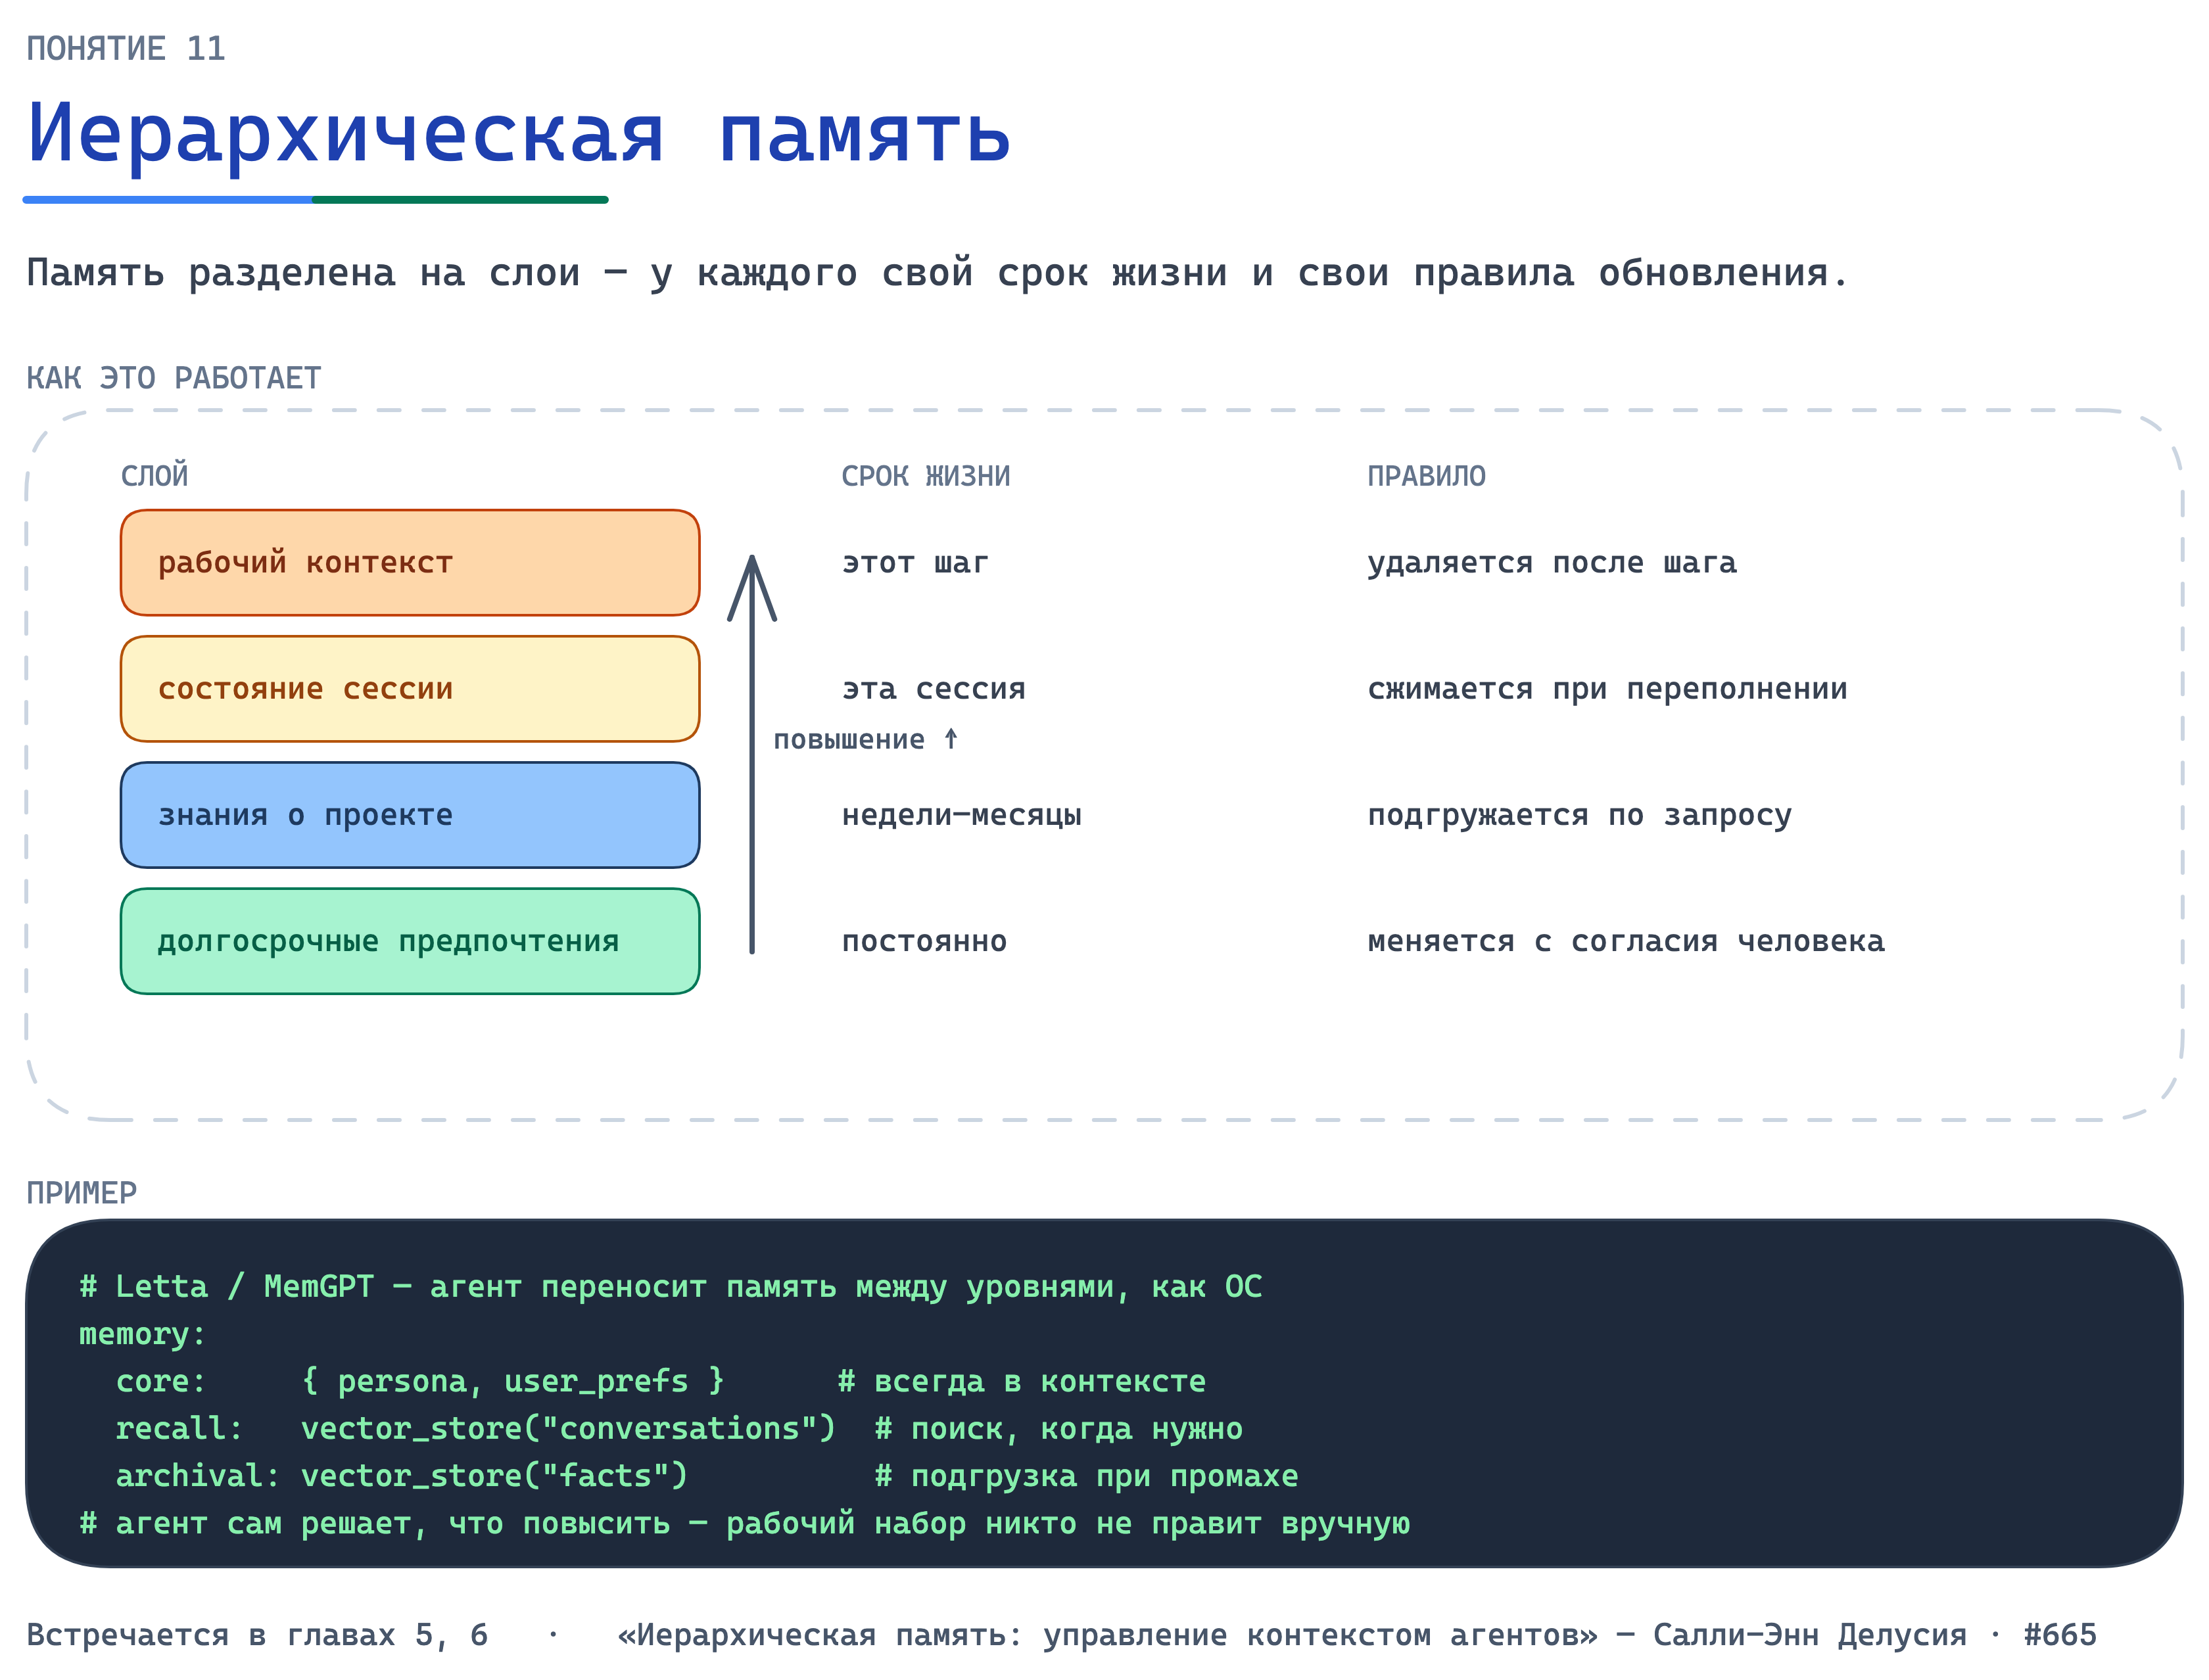 ПОНЯТИЕ 11
Иерархическая память
Память разделена на слои — у каждого свой срок жизни и свои правила обновления.
КАК ЭТО РАБОТАЕТ
СЛОЙ СРОК ЖИЗНИ ПРАВИЛО
рабочий контекст этот шаг удаляется после шага
состояние сессии эта сессия сжимается при переполнении
повышение ↑
знания о проекте недели–месяцы подгружается по запросу
долгосрочные предпочтения постоянно меняется с согласия человека
ПРИМЕР
# Letta / MemGPT — агент переносит память между уровнями, как ОС
memory:
  core:     { persona, user_prefs }      # всегда в контексте
  recall:   vector_store("conversations")  # поиск, когда нужно
  archival: vector_store("facts")          # подгрузка при промахе
# агент сам решает, что повысить — рабочий набор никто не правит вручную
Встречается в главах 5, 6 · «Иерархическая память: управление контекстом агентов» — Салли-Энн Делусия · #665